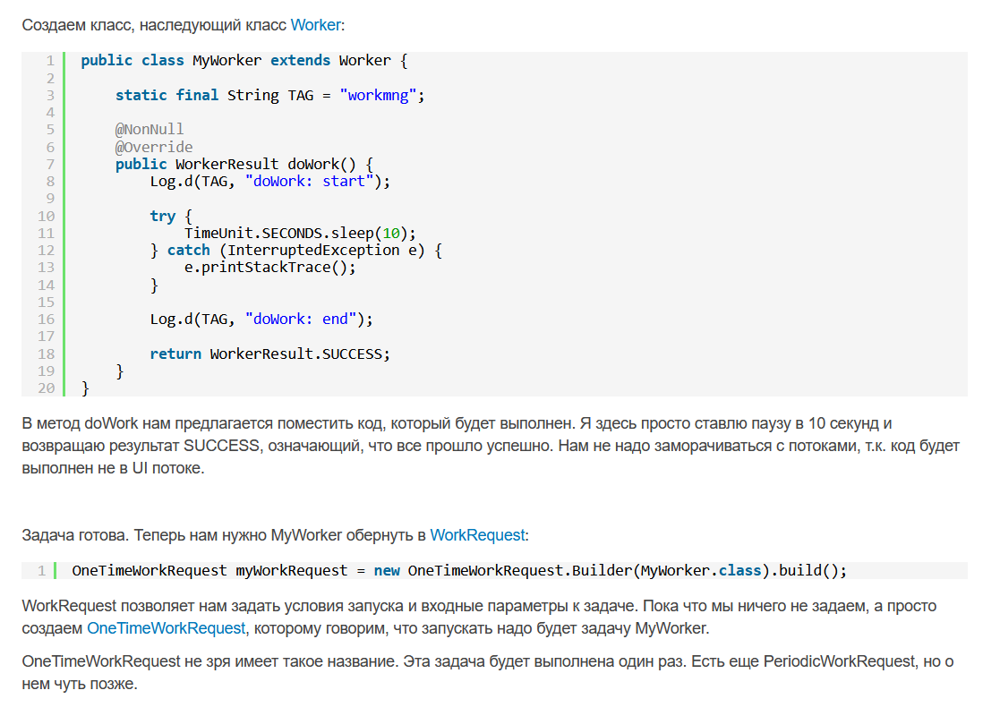 Создаем класс, наследующий класс Worker:
1 public class MyWorker extends Worker {
2
3     static final String TAG = "workmng";
4
5     @NonNull
6     @Override
7     public WorkerResult doWork() {
8         Log.d(TAG, "doWork: start");
9
10         try {
11             TimeUnit.SECONDS.sleep(10);
12         } catch (InterruptedException e) {
13             e.printStackTrace();
14         }
15
16         Log.d(TAG, "doWork: end");
17
18         return WorkerResult.SUCCESS;
19     }
20 }
В метод doWork нам предлагается поместить код, который будет выполнен. Я здесь просто ставлю паузу в 10 секунд и
возвращаю результат SUCCESS, означающий, что все прошло успешно. Нам не надо заморачиваться с потоками, т.к. код будет
выполнен не в UI потоке.
Задача готова. Теперь нам нужно MyWorker обернуть в WorkRequest:
1 OneTimeWorkRequest myWorkRequest = new OneTimeWorkRequest.Builder(MyWorker.class).build();
WorkRequest позволяет нам задать условия запуска и входные параметры к задаче. Пока что мы ничего не задаем, а просто
создаем OneTimeWorkRequest, которому говорим, что запускать надо будет задачу MyWorker.
OneTimeWorkRequest не зря имеет такое название. Эта задача будет выполнена один раз. Есть еще PeriodicWorkRequest, но о
нем чуть позже.